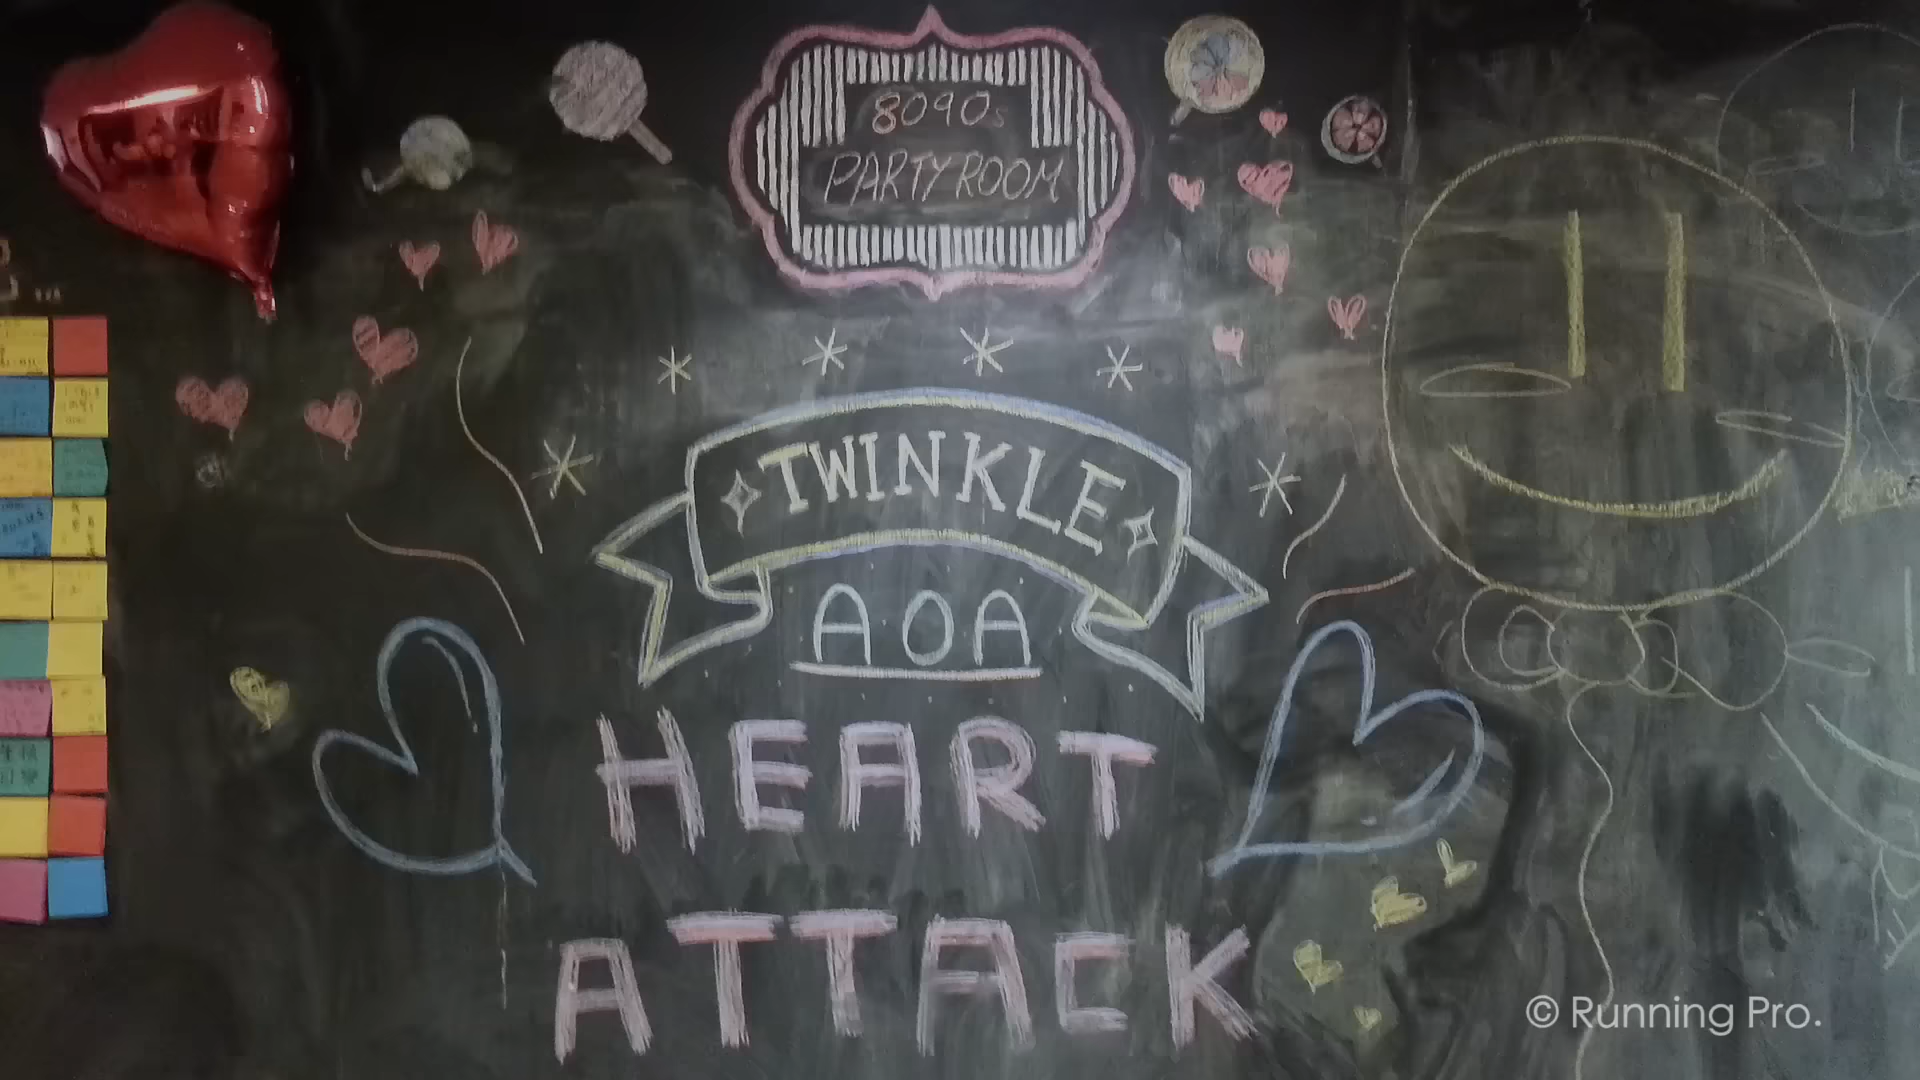 8090s
PARTY ROOM
TWINKLE
AOA
HEART
ATTACK
© Running Pro.